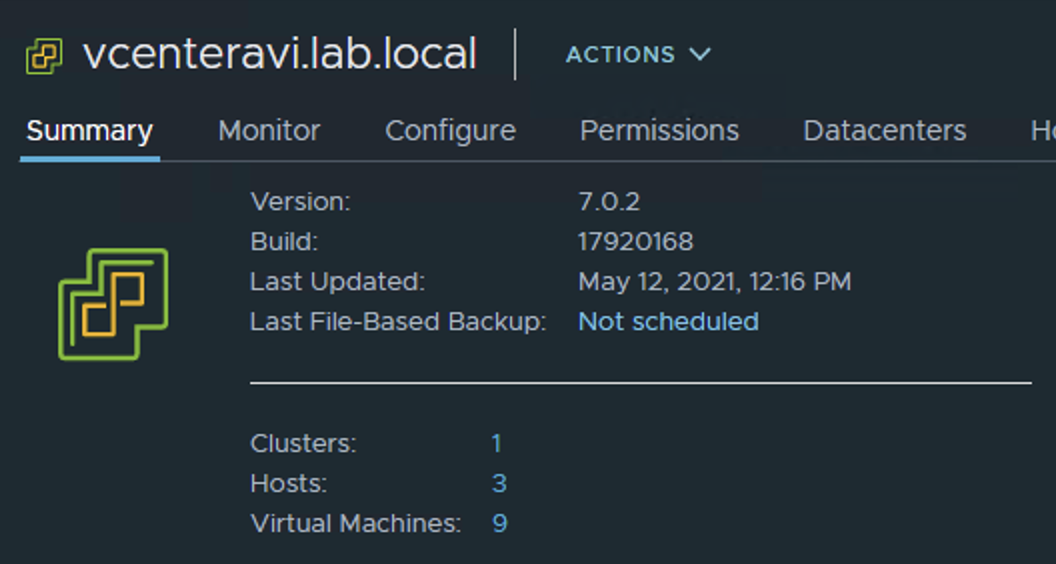 vcenteravi.lab.local ACTIONS
Summary Monitor Configure Permissions Datacenters
Version: 7.0.2
Build: 17920168
Last Updated: May 12, 2021, 12:16 PM
Last File-Based Backup: Not scheduled
Clusters: 1
Hosts: 3
Virtual Machines: 9